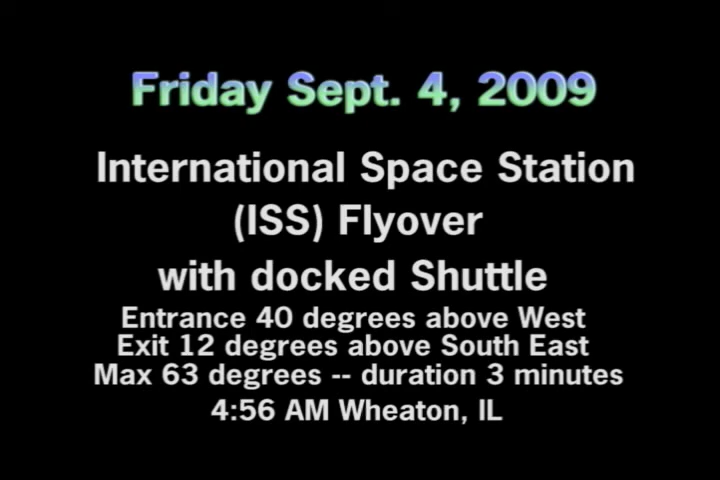 Friday Sept. 4, 2009
International Space Station
(ISS) Flyover
with docked Shuttle
Entrance 40 degrees above West
Exit 12 degrees above South East
Max 63 degrees -- duration 3 minutes
4:56 AM Wheaton, IL